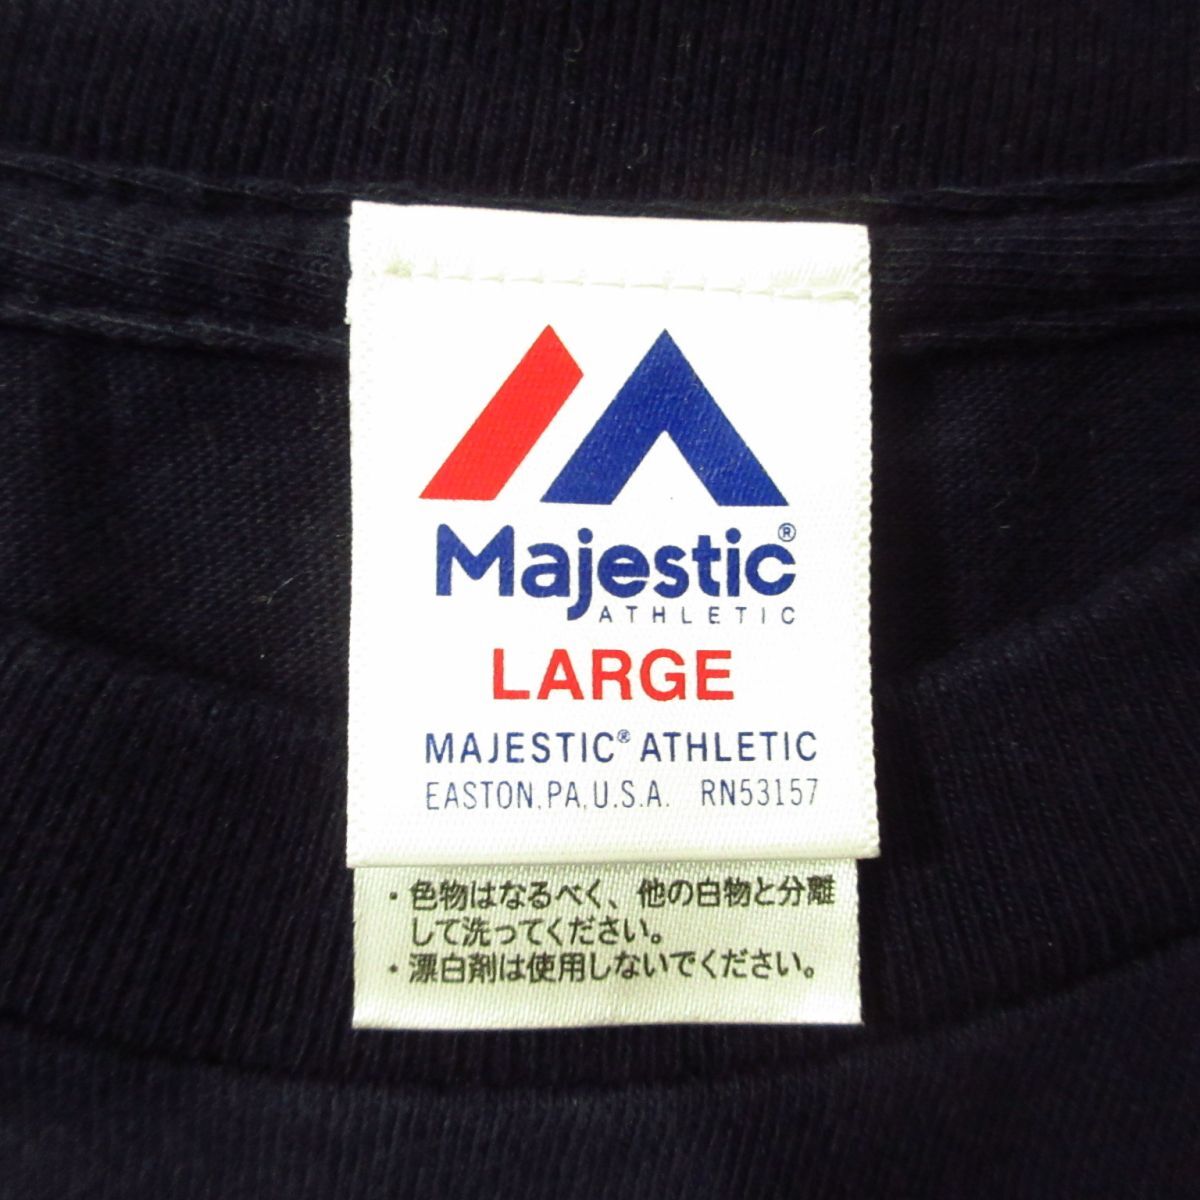 Majestic®
ATHLETIC
LARGE
MAJESTIC® ATHLETIC
EASTON, PA, U.S.A. RN53157
・色物はなるべく、他の白物と分離
して洗ってください。
・漂白剤は使用しないでください。